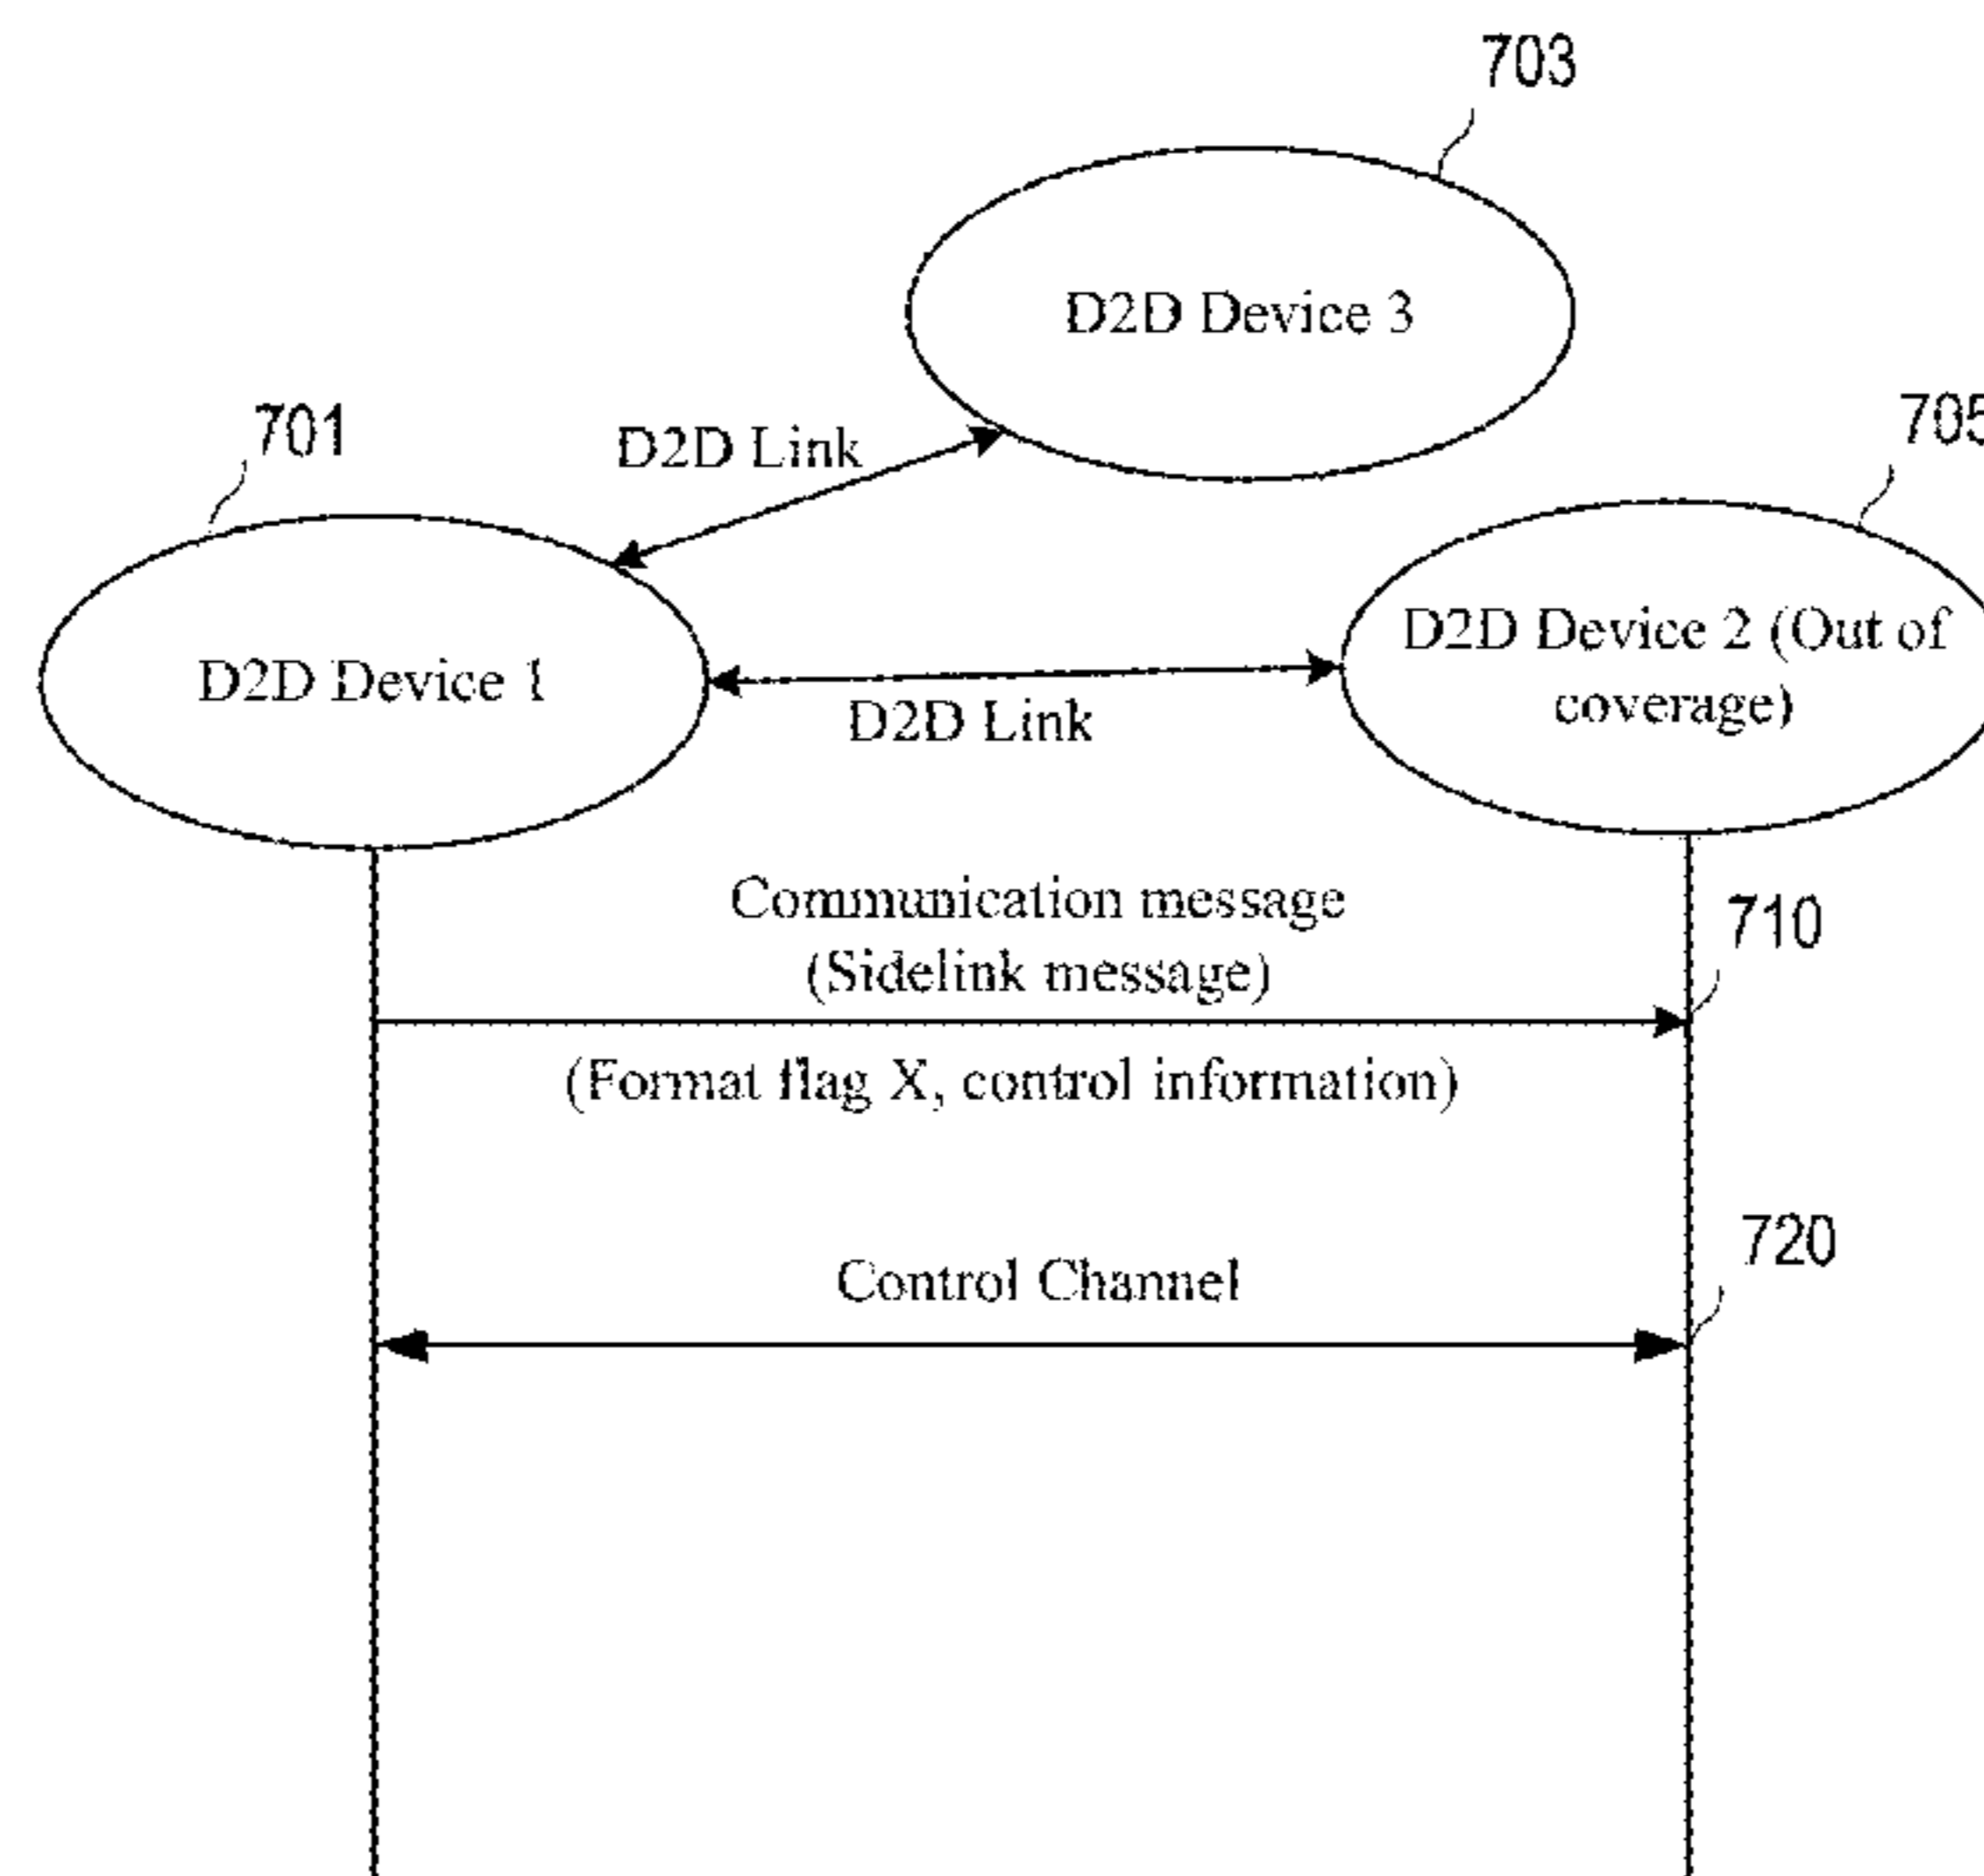 703
D2D Device 3
701
D2D Link
705
D2D Device 1
D2D Device 2 (Out of
coverage)
D2D Link
Communication message
(Sidelink message)
710
(Format flag X, control information)
720
Control Channel